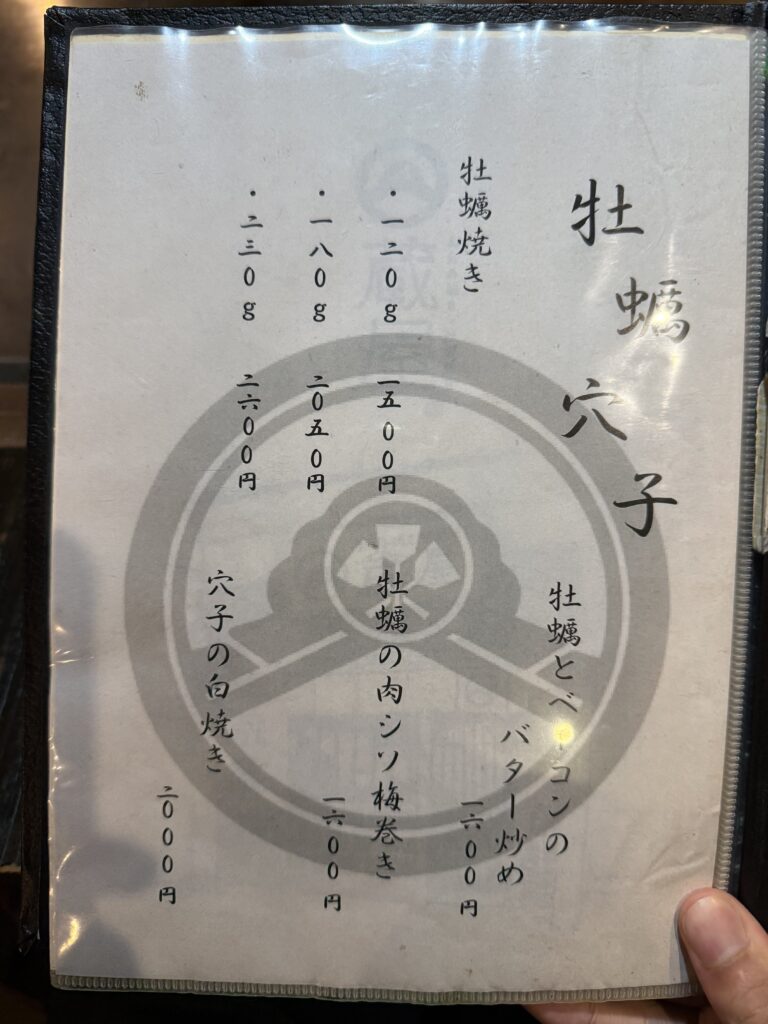 牡蠣穴子
牡蠣焼き
・一二0g 一五00円
・一八0g 二0五0円
・二三0g 二六00円
牡蠣とベーコンの
バター炒め
一六00円
牡蠣の肉シソ梅巻き
一六00円
穴子の白焼き
二000円